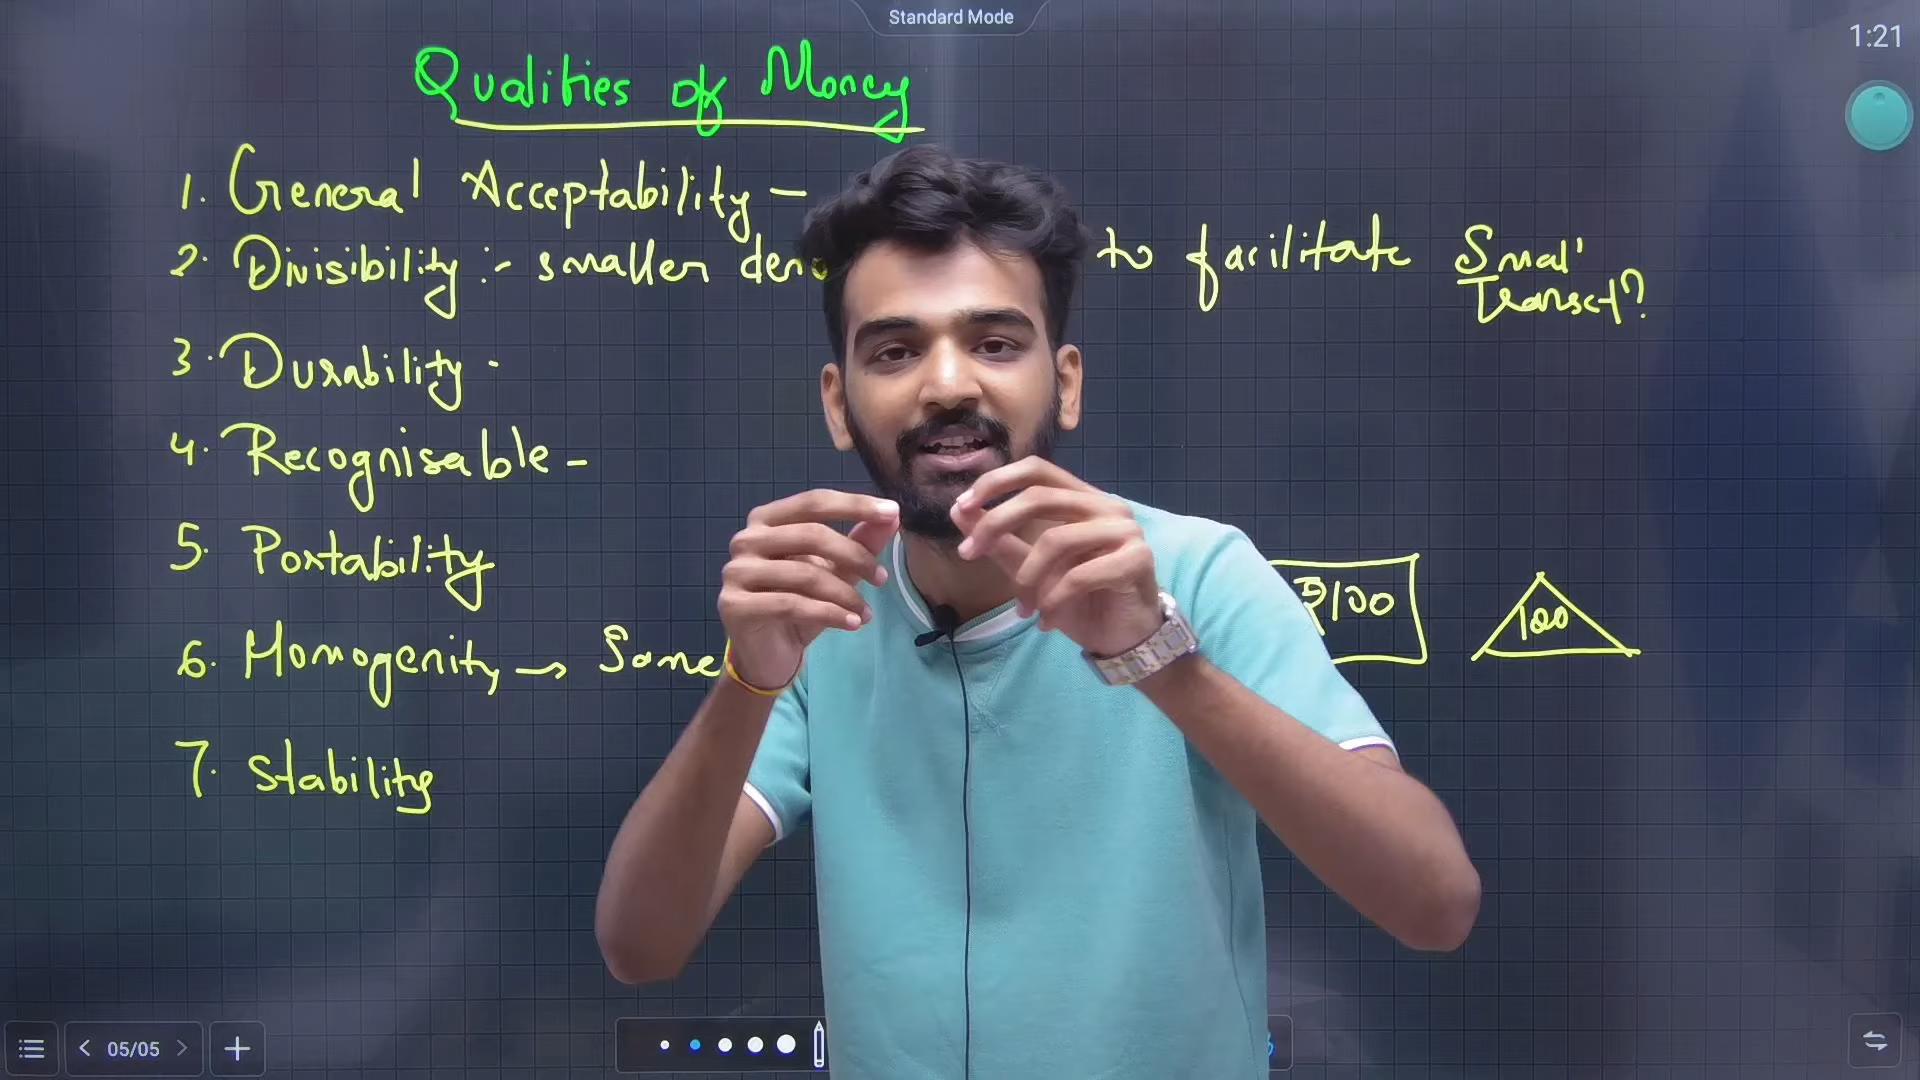 Standard Mode
1:21
Qualities of Money
1. General Acceptability -
2. Divisibility :- smaller to facilitate Small
Transct?
3. Durability -
4. Recognisable -
5. Portability
₹100
100
6. Homogenity → Same
7. Stability
05/05